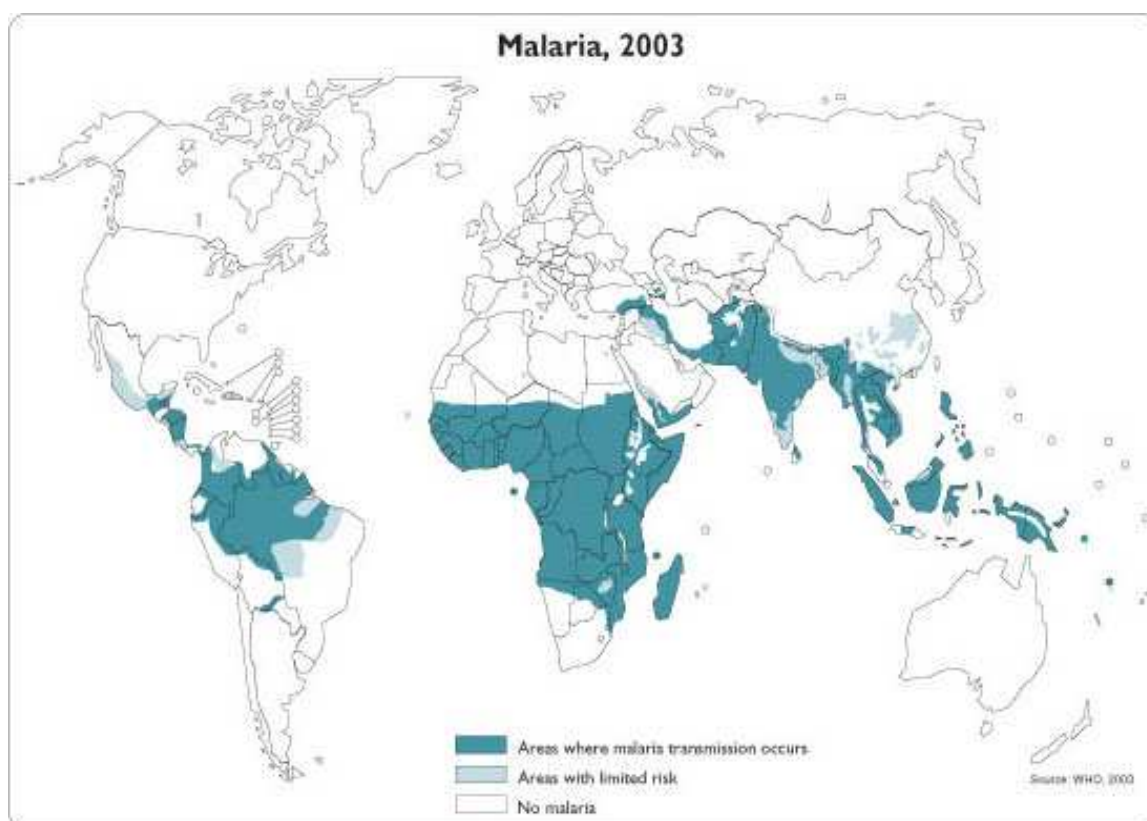 Malaria, 2003
Areas where malaria transmission occurs
Areas with limited risk
No malaria
Source: WHO, 2003